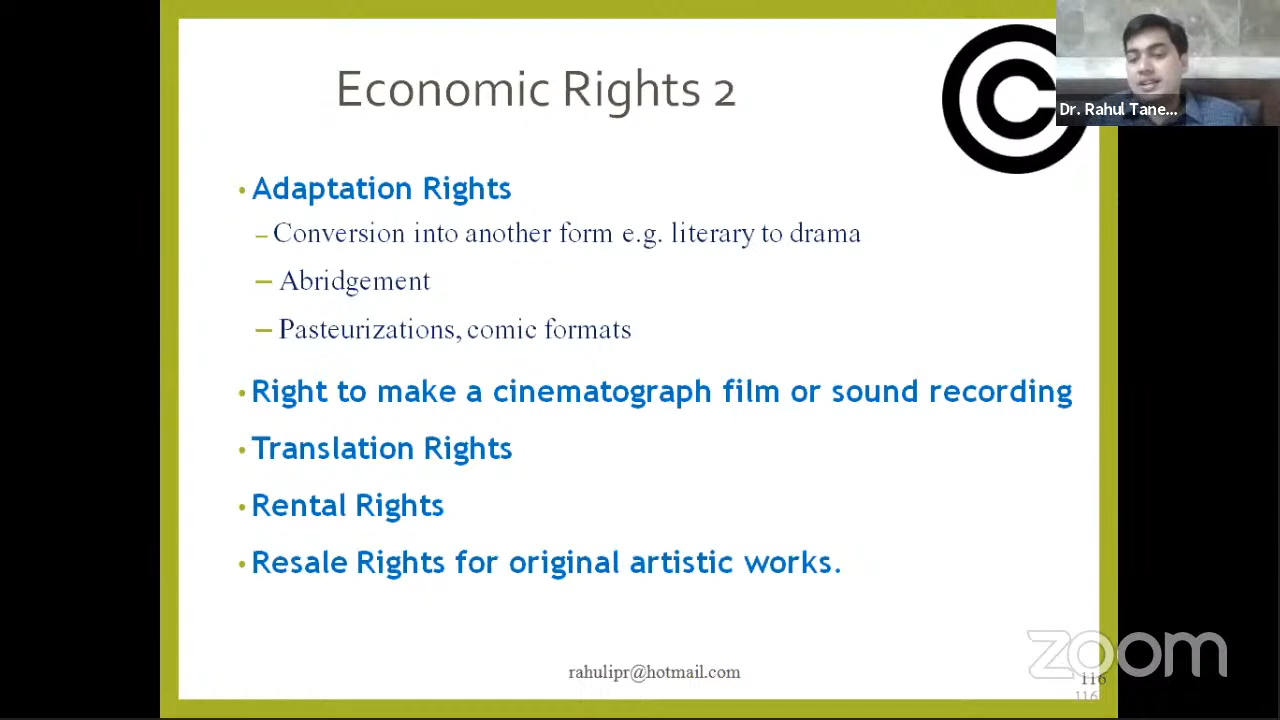 Economic Rights 2
Dr. Rahul Tane...
• Adaptation Rights
– Conversion into another form e.g. literary to drama
– Abridgement
– Pasteurizations, comic formats
• Right to make a cinematograph film or sound recording
• Translation Rights
• Rental Rights
• Resale Rights for original artistic works.
zoom
rahulipr@hotmail.com
116
116